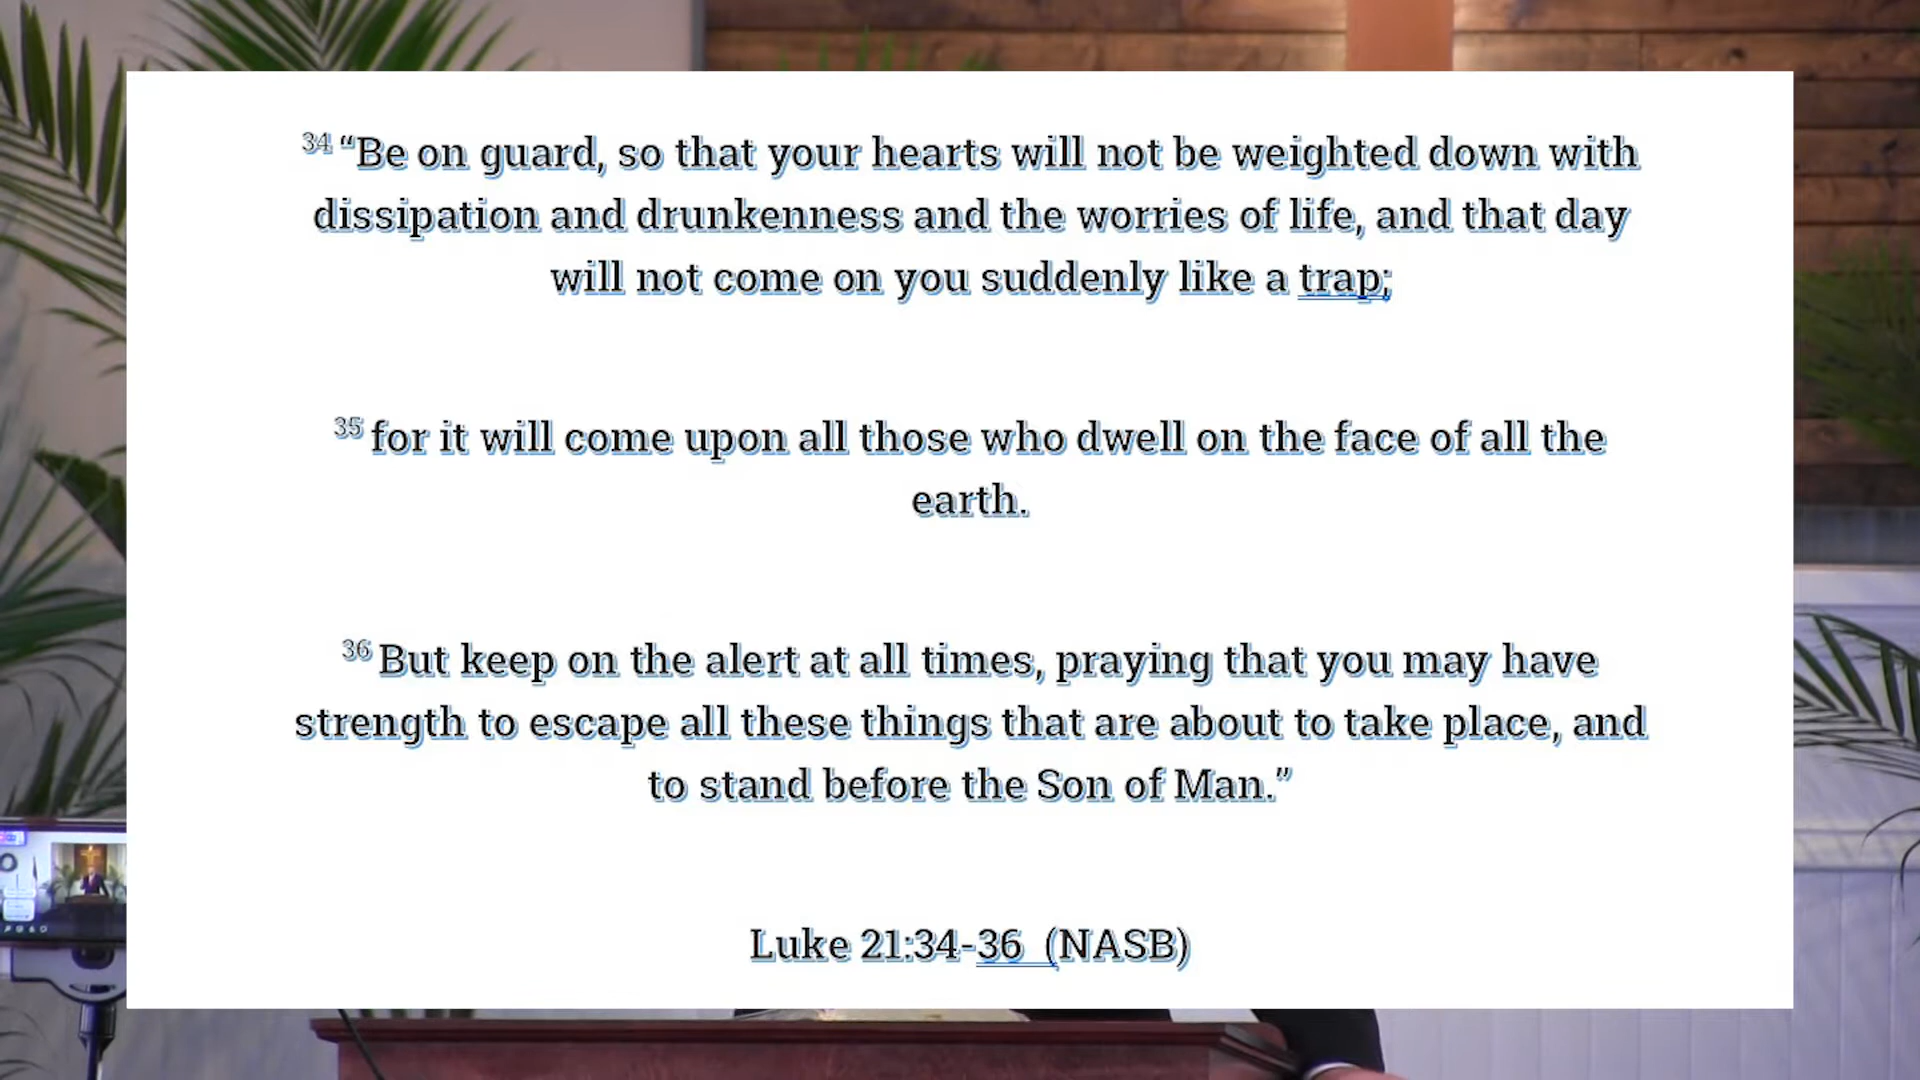 34 “Be on guard, so that your hearts will not be weighted down with
dissipation and drunkenness and the worries of life, and that day
will not come on you suddenly like a trap;
35 for it will come upon all those who dwell on the face of all the
earth.
36 But keep on the alert at all times, praying that you may have
strength to escape all these things that are about to take place, and
to stand before the Son of Man.”
Luke 21:34-36  (NASB)